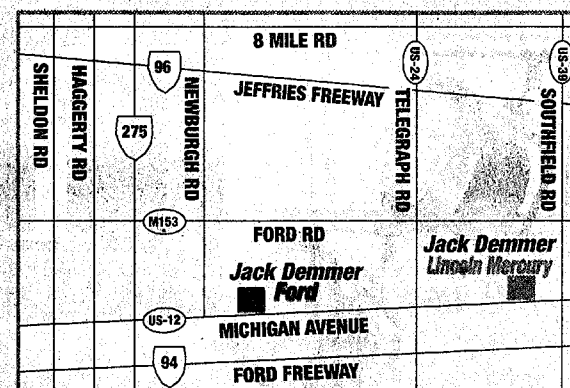 8 MILE RD
US-24
US-39
96
JEFFRIES FREEWAY
SHELDON RD
HAGGERTY RD
275
NEWBURGH RD
TELEGRAPH RD
SOUTHFIELD RD
M153
FORD RD
Jack Demmer
Lincoln Mercury
Jack Demmer
Ford
US-12
MICHIGAN AVENUE
94
FORD FREEWAY